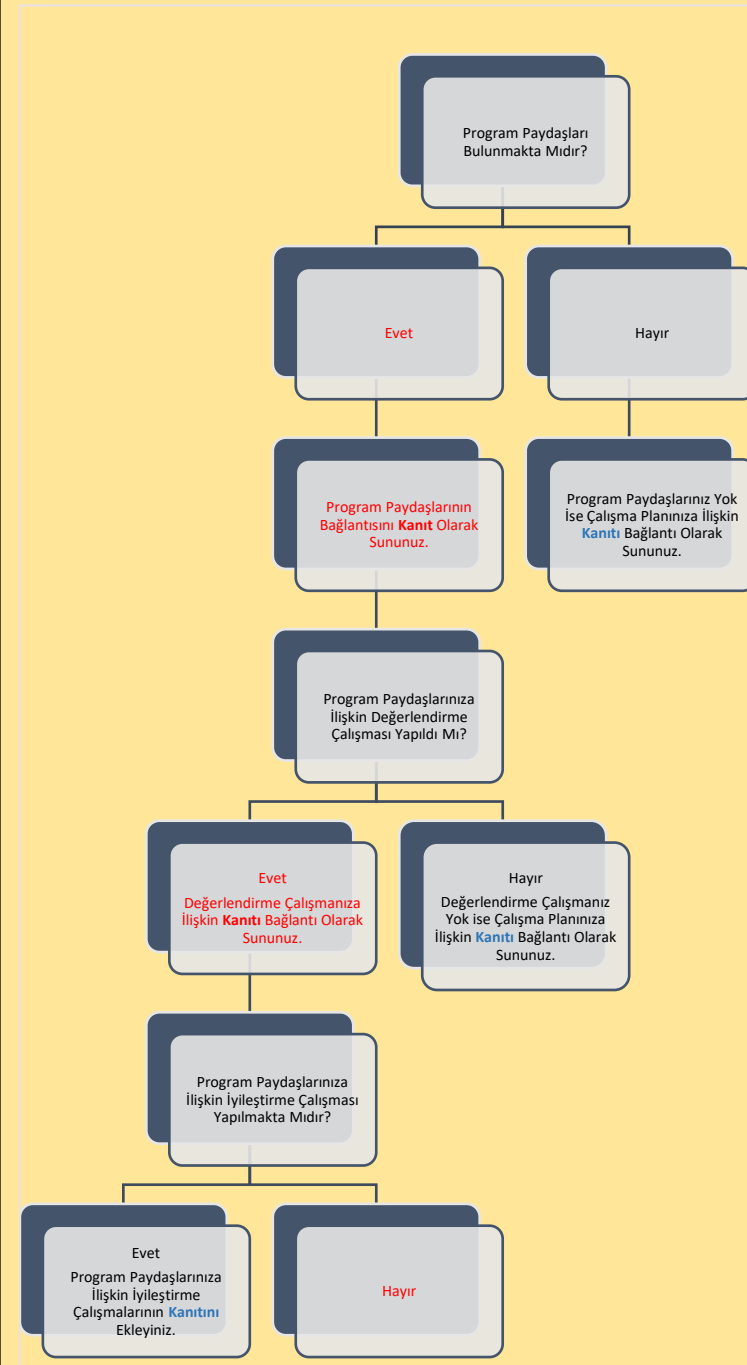 Program Paydaşları
Bulunmakta Mıdır?
Evet
Hayır
Program Paydaşlarının
Bağlantısını Kanıt Olarak
Sununuz.
Program Paydaşlarınız Yok
İse Çalışma Planınıza İlişkin
Kanıtı Bağlantı Olarak
Sununuz.
Program Paydaşlarınıza
İlişkin Değerlendirme
Çalışması Yapıldı Mı?
Evet
Değerlendirme Çalışmanıza
İlişkin Kanıtı Bağlantı Olarak
Sununuz.
Hayır
Değerlendirme Çalışmanız
Yok ise Çalışma Planınıza
İlişkin Kanıtı Bağlantı Olarak
Sununuz.
Program Paydaşlarınıza
İlişkin İyileştirme Çalışması
Yapılmakta Mıdır?
Evet
Program Paydaşlarınıza
İlişkin İyileştirme
Çalışmalarının Kanıtını
Ekleyiniz.
Hayır